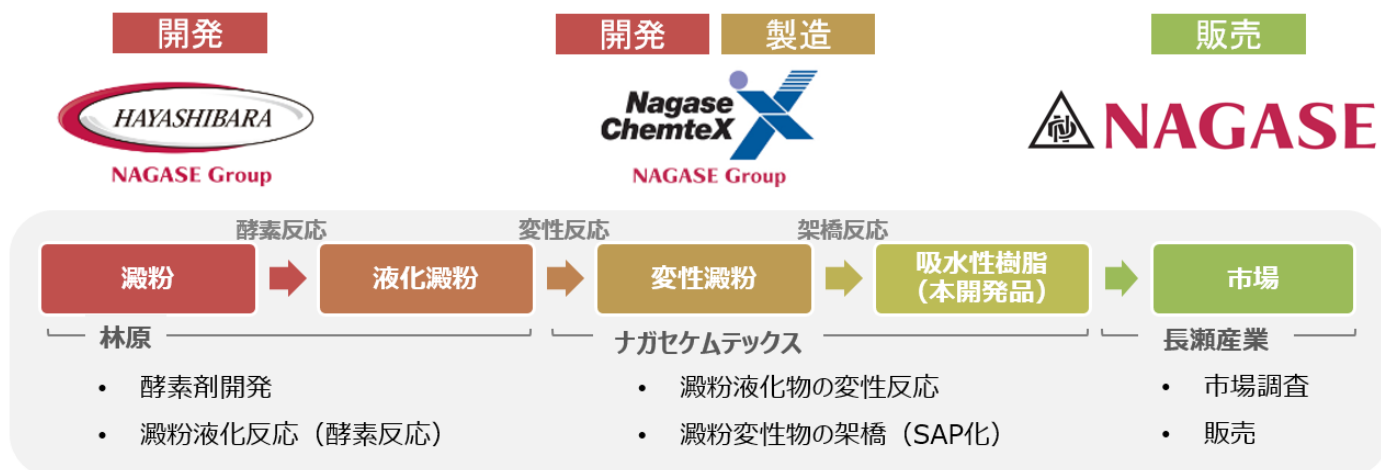 開発
開発
製造
販売
HAYASHIBARA
NAGASE Group
Nagase
ChemteX
NAGASE Group
NAGASE
酵素反応
変性反応
架橋反応
澱粉
液化澱粉
変性澱粉
吸水性樹脂
（本開発品）
市場
林原
ナガセケムテックス
長瀬産業
• 酵素剤開発
• 澱粉液化反応（酵素反応）
• 澱粉液化物の変性反応
• 澱粉変性物の架橋（SAP化）
• 市場調査
• 販売